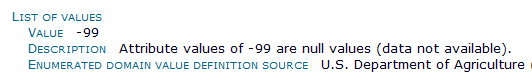 List of values
Value -99
Description Attribute values of -99 are null values (data not available).
Enumerated domain value definition source U.S. Department of Agriculture